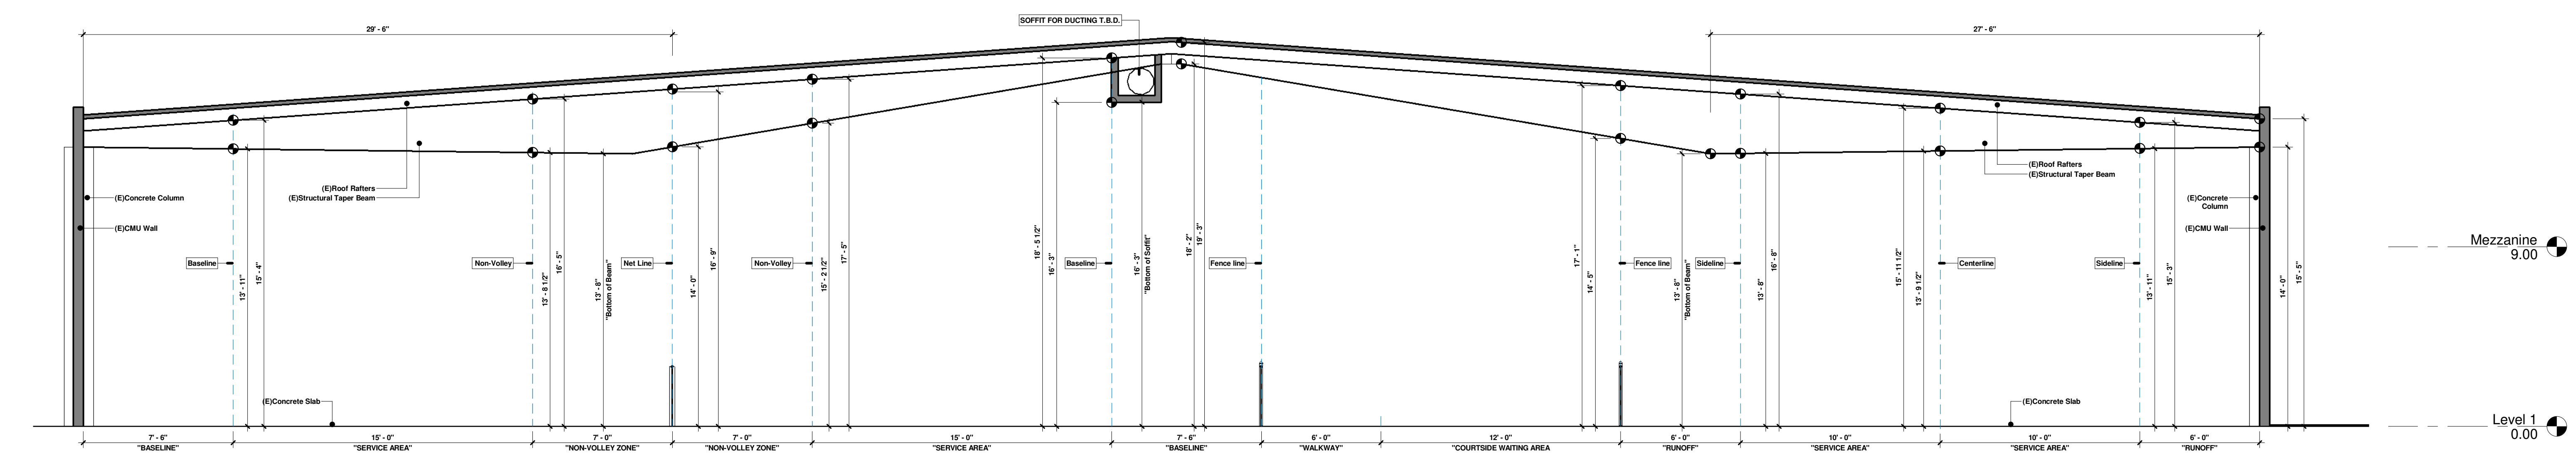 SOFFIT FOR DUCTING T.B.D.
29' - 6"
27' - 6"
(E)Roof Rafters
(E)Structural Taper Beam
(E)Concrete Column
(E)CMU Wall
(E)Roof Rafters
(E)Structural Taper Beam
(E)Concrete
Column
(E)CMU Wall
Mezzanine
9.00
Baseline
Non-Volley
Net Line
Non-Volley
Baseline
Fence line
Fence line
Sideline
Centerline
Sideline
13' - 11"
15' - 4"
13' - 8 1/2"
16' - 5"
13' - 8"
"Bottom of Beam"
14' - 0"
16' - 9"
15' - 2 1/2"
17' - 5"
18' - 5 1/2"
16' - 3"
16' - 3"
"Bottom of Soffit"
18' - 2"
19' - 3"
17' - 1"
14' - 5"
13' - 8"
"Bottom of Beam"
13' - 8"
16' - 8"
15' - 11 1/2"
13' - 9 1/2"
13' - 11"
15' - 3"
14' - 0"
15' - 5"
(E)Concrete Slab
(E)Concrete Slab
Level 1
0.00
7' - 6"
"BASELINE"
15' - 0"
"SERVICE AREA"
7' - 0"
"NON-VOLLEY ZONE"
7' - 0"
"NON-VOLLEY ZONE"
15' - 0"
"SERVICE AREA"
7' - 6"
"BASELINE"
6' - 0"
"WALKWAY"
12' - 0"
"COURTSIDE WAITING AREA
6' - 0"
"RUNOFF"
10' - 0"
"SERVICE AREA"
10' - 0"
"SERVICE AREA"
6' - 0"
"RUNOFF"